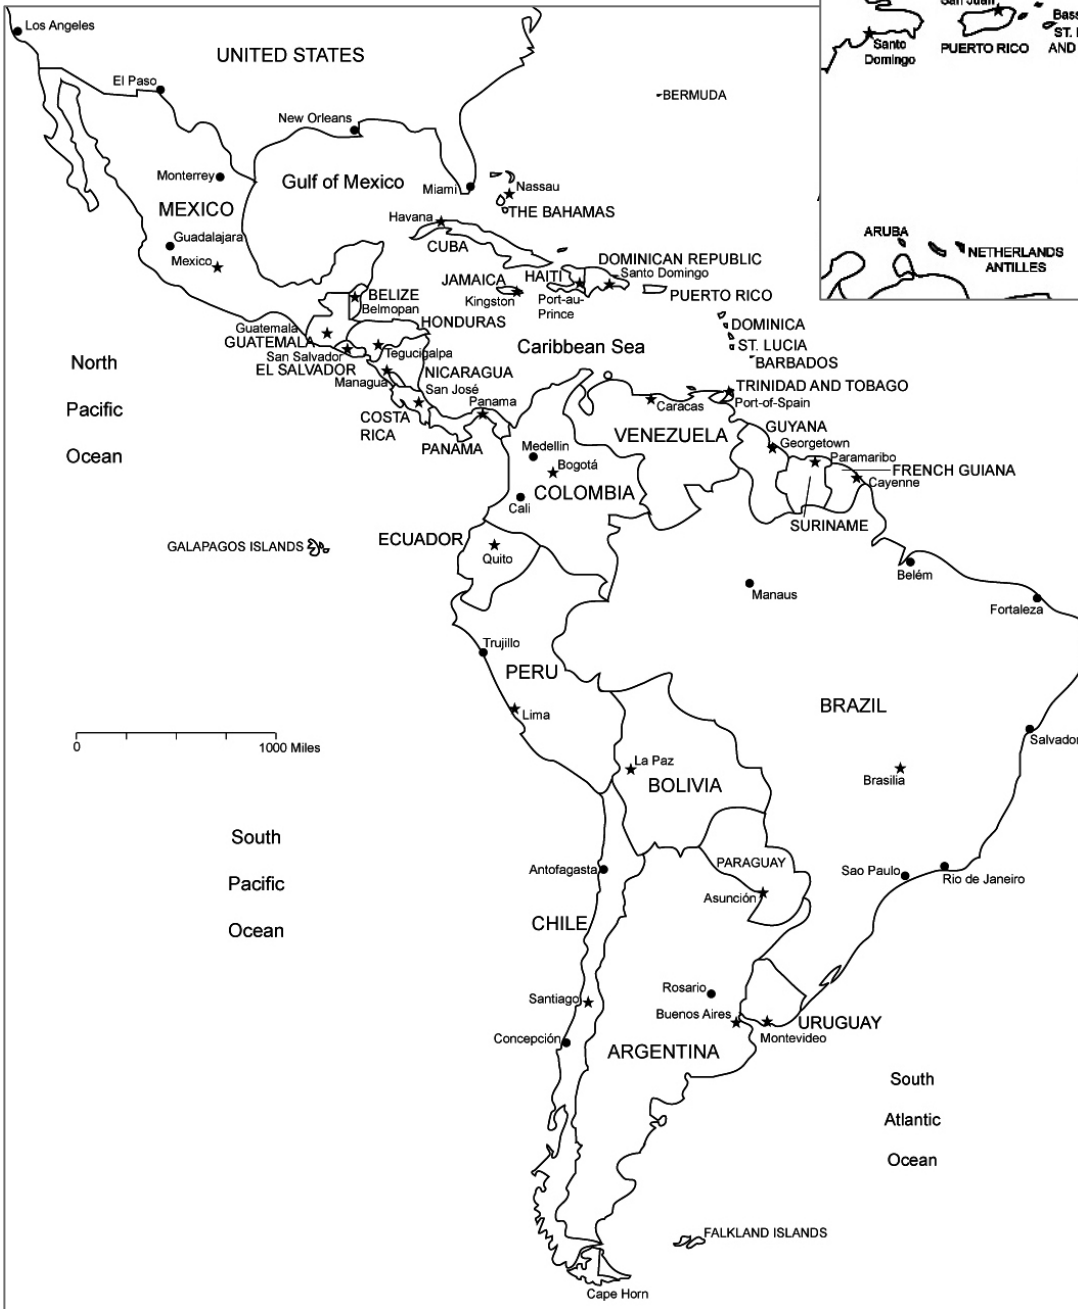 Los Angeles
UNITED STATES
El Paso
New Orleans
BERMUDA
Monterrey
Gulf of Mexico
Miami
Nassau
THE BAHAMAS
MEXICO
Guadalajara
Mexico
Havana
CUBA
DOMINICAN REPUBLIC
HAITI
Santo Domingo
JAMAICA
Kingston
Port-au-
Prince
PUERTO RICO
BELIZE
Belmopan
HONDURAS
Guatemala
GUATEMALA
Tegucigalpa
San Salvador
EL SALVADOR
NICARAGUA
Managua
San José
COSTA
RICA
Panama
PANAMA
Caribbean Sea
DOMINICA
ST. LUCIA
BARBADOS
TRINIDAD AND TOBAGO
Port-of-Spain
Caracas
VENEZUELA
GUYANA
Georgetown
Paramaribo
FRENCH GUIANA
Cayenne
SURINAME
Medellin
Bogotá
COLOMBIA
Cali
North
Pacific
Ocean
GALAPAGOS ISLANDS
ECUADOR
Quito
Belém
Manaus
Fortaleza
Trujillo
PERU
Lima
BRAZIL
Salvador
Brasilia
0
1000 Miles
La Paz
BOLIVIA
South
Pacific
Ocean
Antofagasta
PARAGUAY
Asunción
Sao Paulo
Rio de Janeiro
CHILE
Santiago
Rosario
Buenos Aires
URUGUAY
Montevideo
Concepción
ARGENTINA
South
Atlantic
Ocean
FALKLAND ISLANDS
Cape Horn
San Juan
Santo
Domingo
PUERTO RICO
Bass
ST.
AND
ARUBA
NETHERLANDS
ANTILLES